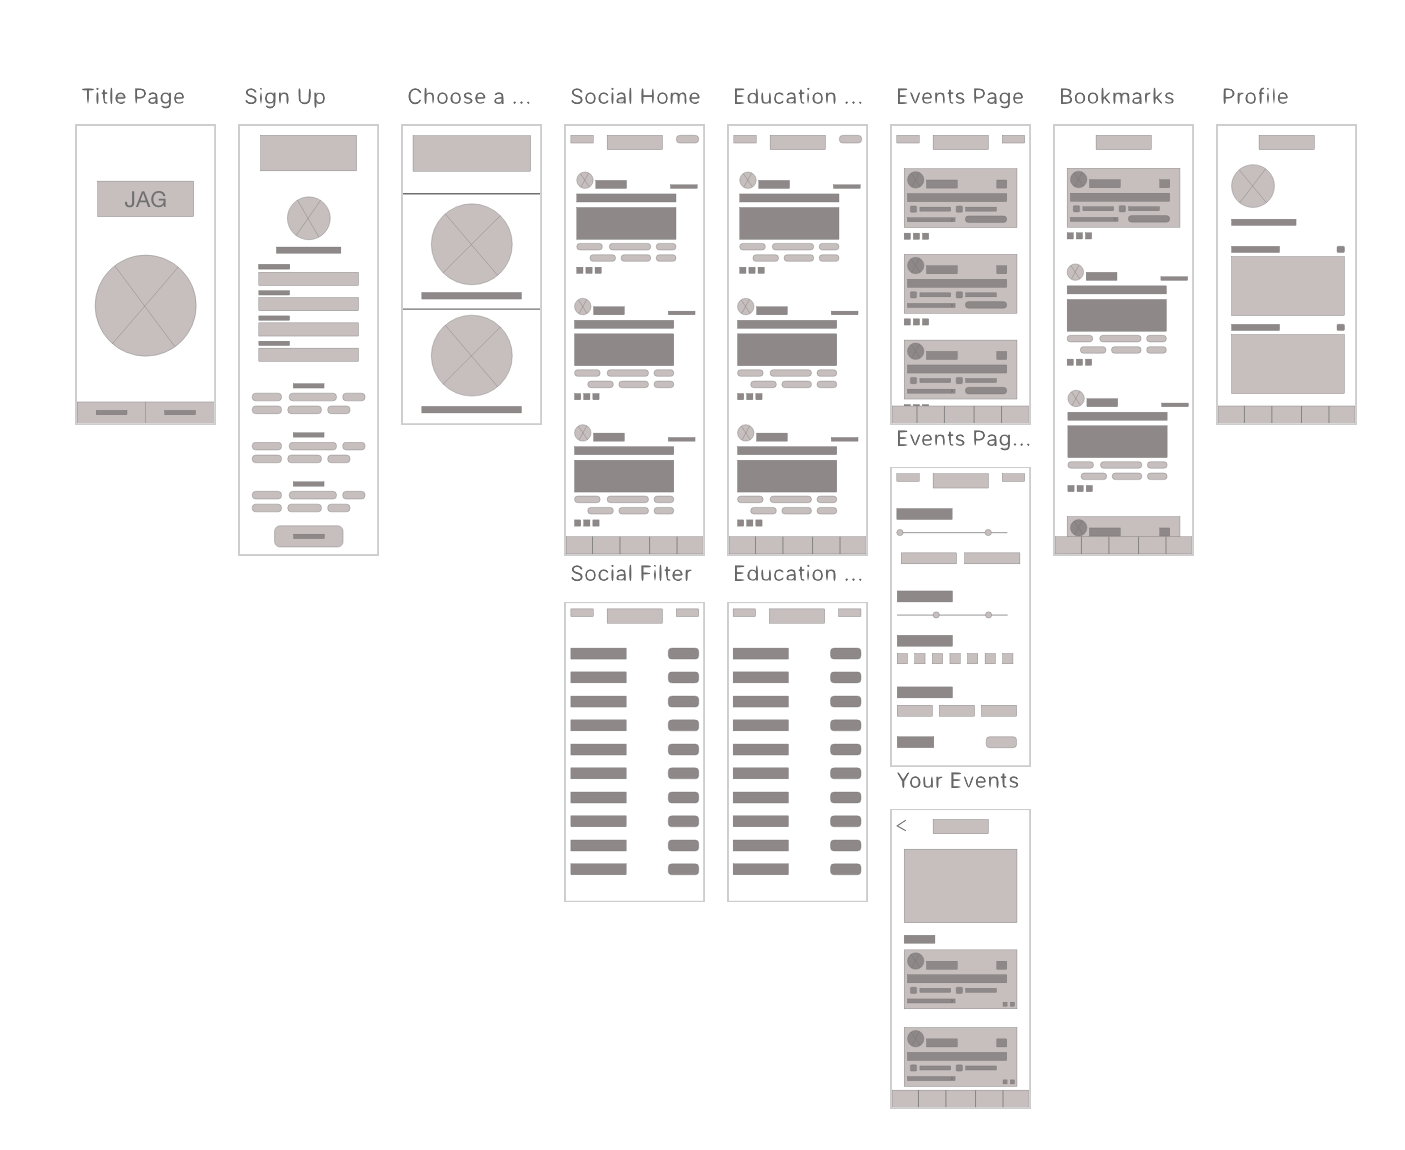 Title Page
Sign Up
Choose a ...
Social Home
Education ...
Events Page
Bookmarks
Profile
JAG
Events Pag...
Social Filter
Education ...
Your Events
<